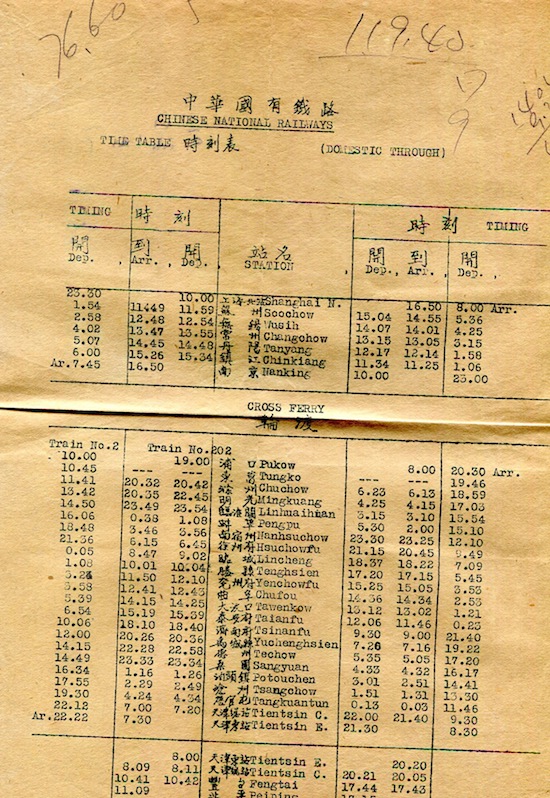 76.60
119.40
中華國有鐵路
CHINESE NATIONAL RAILWAYS
TIME TABLE 時刻表 (DOMESTIC THROUGH)
TIMING 時刻 時刻 TIMING
開 到 開 站名 開 到 開
Dep. , Arr. , Dep. , STATION , Dep. , Arr. , Dep.
23.30 10.00 上海北站 Shanghai N. 16.50 8.00 Arr.
1.54 11.49 11.59 蘇州 Soochow 15.04 14.55 5.36
2.58 12.48 12.54 無錫 Wusih 14.07 14.01 4.25
4.02 13.47 13.55 常州 Changchow 13.15 13.05 3.15
5.07 14.45 14.48 丹陽 Tanyang 12.17 12.14 1.58
6.00 15.26 15.34 鎮江 Chinkiang 11.34 11.25 1.06
Ar.7.45 16.50 南京 Nanking 10.00 23.00
CROSS FERRY
輪渡
Train No.2 Train No.202
10.00 19.00 浦口 Pukow 8.00 20.30 Arr.
10.45 --- --- 東葛 Tungko --- --- 19.46
11.41 20.32 20.42 滁州 Chuchow 6.23 6.13 18.59
13.42 20.35 22.45 明光 Mingkuang 4.25 4.15 17.03
14.50 23.49 23.54 臨淮關 Linhuaihuan 3.15 3.10 15.54
16.06 0.38 1.08 蚌埠 Pengpu 5.30 2.00 15.10
18.48 3.46 3.56 南宿州 Nanhsuchow 23.30 23.25 12.10
21.36 6.15 6.45 徐州府 Hsuchowfu 21.15 20.45 9.49
0.05 8.47 9.02 臨城 Lincheng 18.37 18.22 7.09
1.08 10.01 10.04 滕縣 Tenghsien 17.20 17.15 5.45
3.28 11.50 12.10 兗州府 Yenchowfu 15.25 15.05 3.53
3.58 12.41 12.43 曲阜 Chufou 14.36 14.34 2.53
5.39 14.15 14.25 大汶口 Tawenkow 13.12 13.02 1.21
6.54 15.19 15.39 泰安府 Taianfu 12.06 11.46 0.23
10.06 18.10 18.40 濟南府 Tsinanfu 9.30 9.00 21.40
12.00 20.26 20.36 禹城縣 Yuchenghsien 7.26 7.16 19.22
14.15 22.28 22.58 德州 Techow 5.35 5.05 17.20
14.49 23.33 23.34 桑園 Sangyuan 4.33 4.32 16.17
16.34 1.16 1.26 泊頭鎮 Potouchen 3.01 2.51 14.41
17.55 2.29 2.49 滄州 Tsangchow 1.51 1.31 13.30
19.30 4.24 4.34 唐官屯 Tangkuantun 0.13 0.03 11.46
22.12 7.00 7.20 天津總站 Tientsin C. 22.00 21.40 9.30
Ar.22.22 7.30 天津東站 Tientsin E. 21.30 8.30
8.00 天津東站 Tientsin E. 20.20
8.09 8.11 天津總站 Tientsin C. 20.21 20.05
10.41 10.42 豐台 Fengtai 17.44 17.43
11.09 Peiping